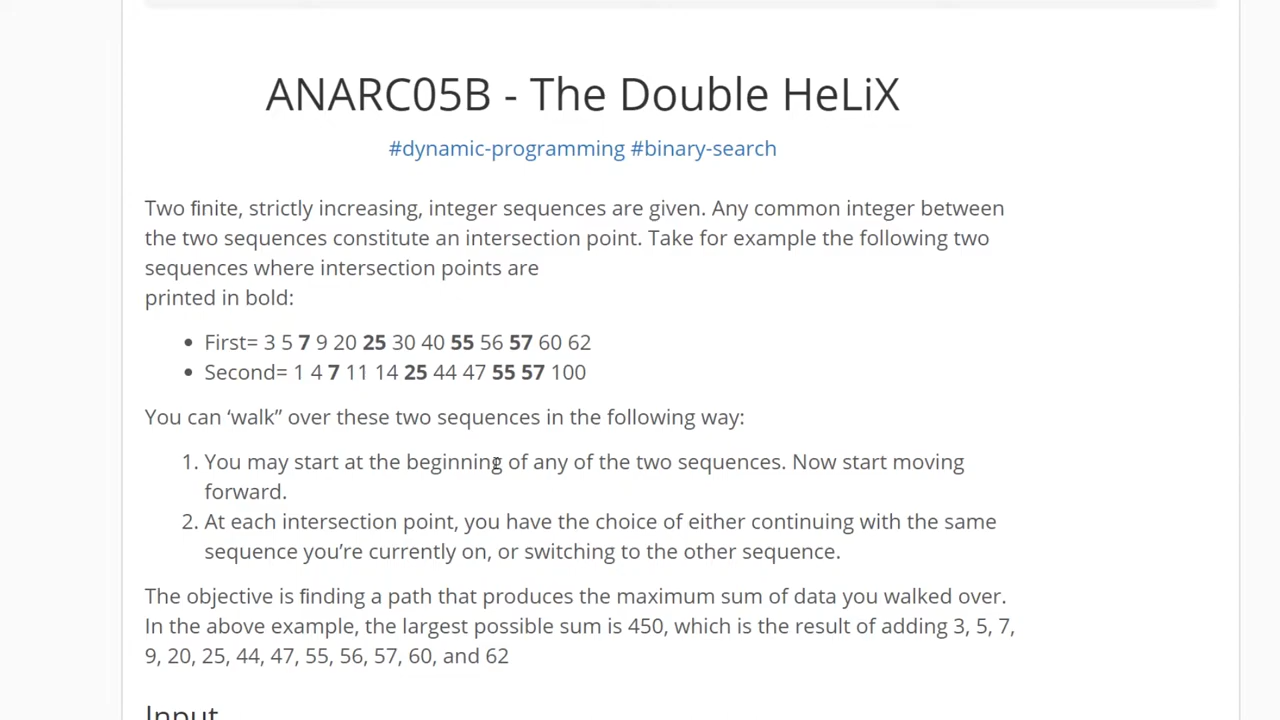 ANARC05B - The Double HeLiX
#dynamic-programming #binary-search
Two finite, strictly increasing, integer sequences are given. Any common integer between
the two sequences constitute an intersection point. Take for example the following two
sequences where intersection points are
printed in bold:
• First= 3 5 7 9 20 25 30 40 55 56 57 60 62
• Second= 1 4 7 11 14 25 44 47 55 57 100
You can ‘walk” over these two sequences in the following way:
1. You may start at the beginning of any of the two sequences. Now start moving
forward.
2. At each intersection point, you have the choice of either continuing with the same
sequence you’re currently on, or switching to the other sequence.
The objective is finding a path that produces the maximum sum of data you walked over.
In the above example, the largest possible sum is 450, which is the result of adding 3, 5, 7,
9, 20, 25, 44, 47, 55, 56, 57, 60, and 62
Input